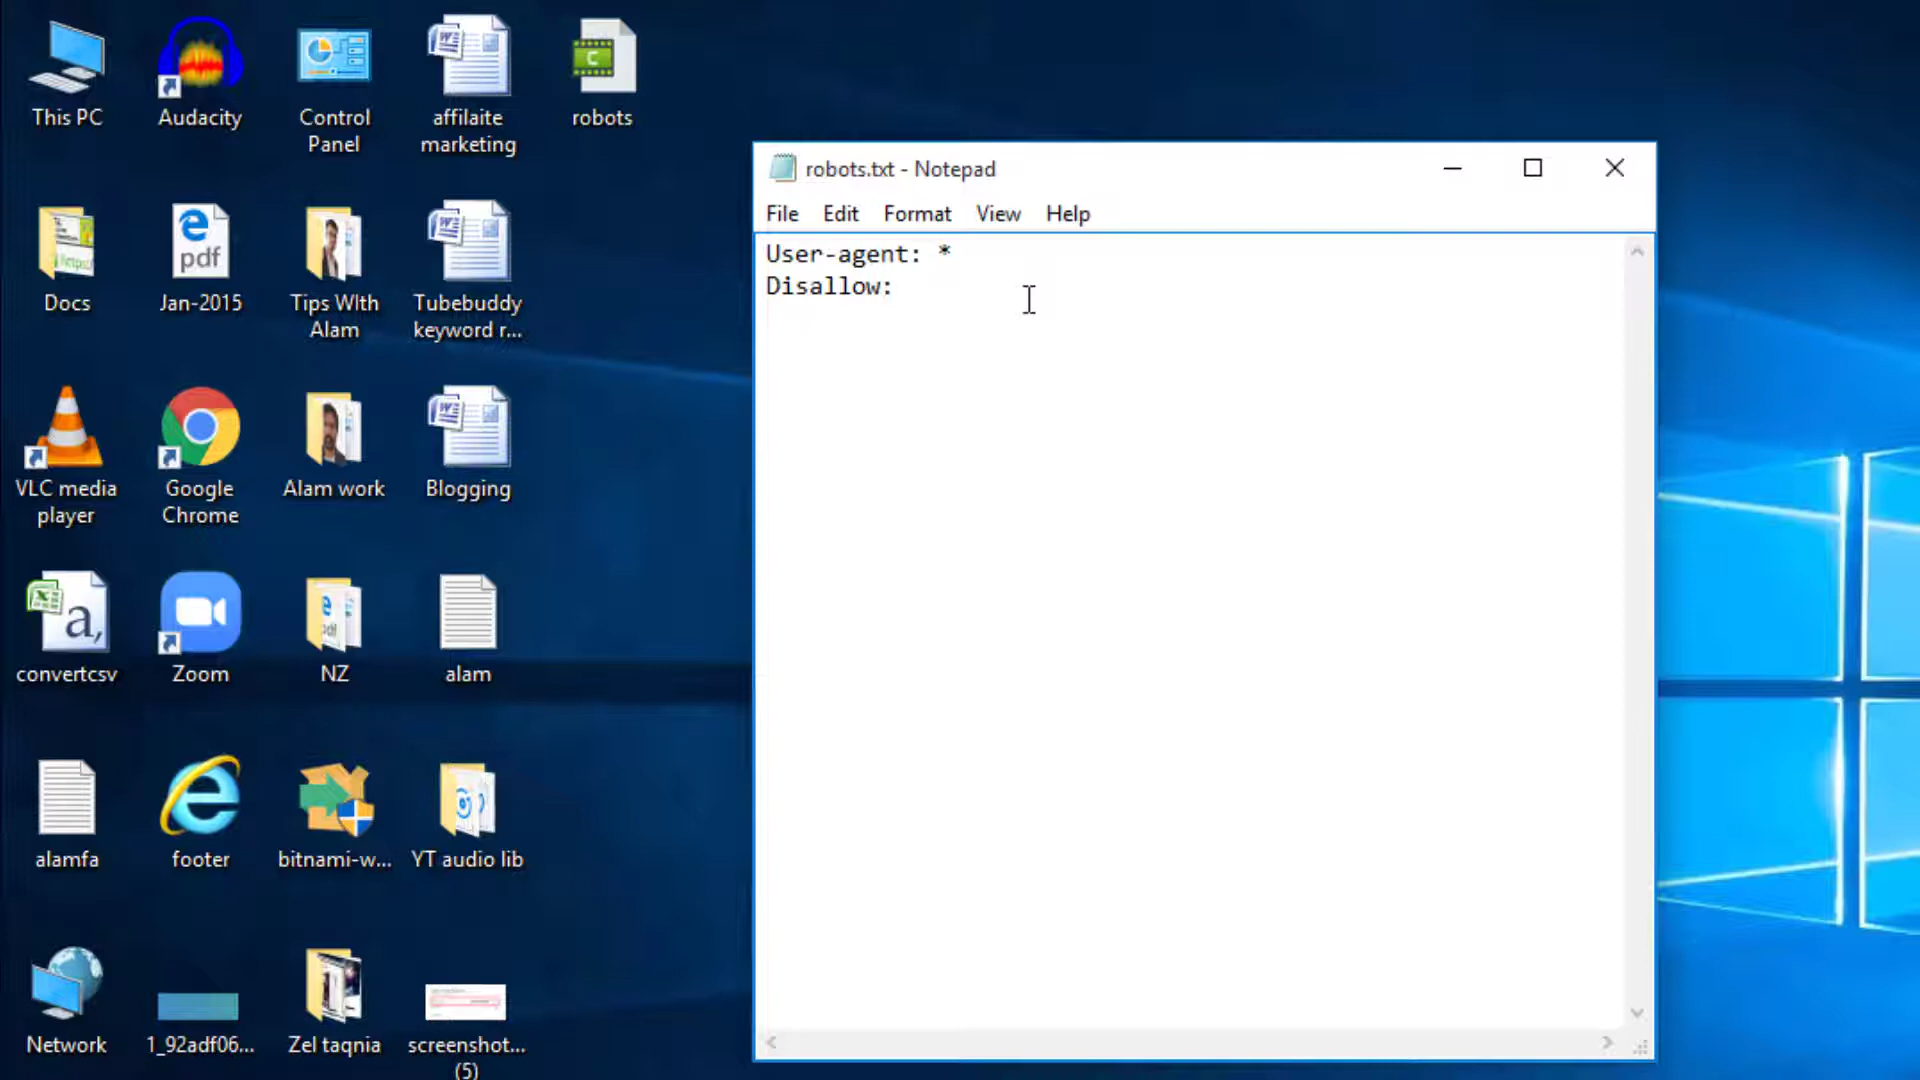 This PC
Audacity
Control
Panel
affilaite
marketing
robots
Docs
pdf
Jan-2015
Tips WIth
Alam
Tubebuddy
keyword r...
VLC media
player
Google
Chrome
Alam work
Blogging
a,
convertcsv
Zoom
NZ
alam
alamfa
footer
bitnami-w...
YT audio lib
Network
1_92adf06...
Zel taqnia
screenshot...
(5)
robots.txt - Notepad
File Edit Format View Help
User-agent: *
Disallow: